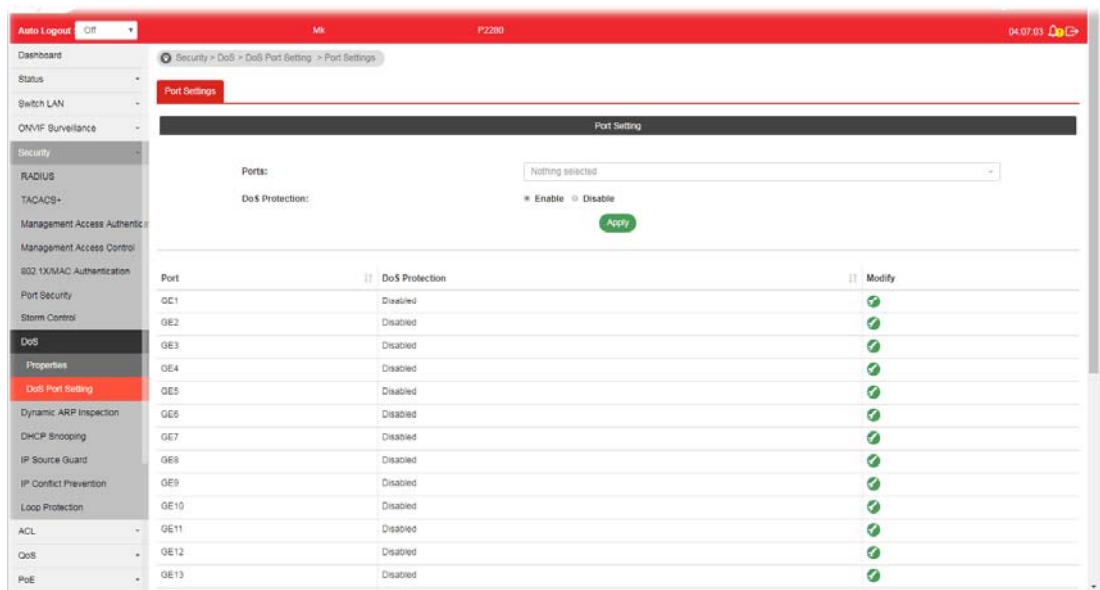 Auto Logout : Off
Mk
P2280
04:07:03
Security > DoS > DoS Port Setting > Port Settings
Port Settings
Port Setting
Ports:
Nothing selected
DoS Protection:
Enable
Disable
Apply
Port
DoS Protection
Modify
GE1 Disabled
GE2 Disabled
GE3 Disabled
GE4 Disabled
GE5 Disabled
GE6 Disabled
GE7 Disabled
GE8 Disabled
GE9 Disabled
GE10 Disabled
GE11 Disabled
GE12 Disabled
GE13 Disabled
Dashboard
Status
Switch LAN
ONVIF Surveillance
Security
RADIUS
TACACS+
Management Access
Management Access Control
802.1X/MAC Authentication
Port Security
Storm Control
DoS
Properties
DoS Port Setting
Dynamic ARP Inspection
DHCP Snooping
IP Source Guard
IP Conflict Prevention
Loop Protection
ACL
QoS
PoE